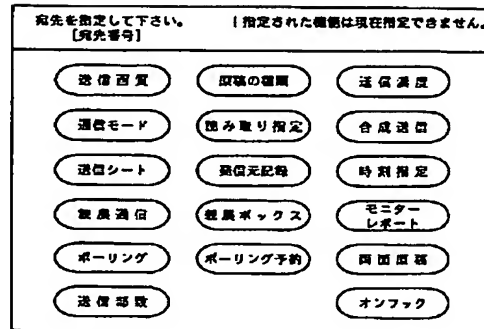 宛先を指定して下さい。 ! 指定された機能は現在指定できません。
[宛先番号]
送信画質 原稿の種類 送信濃度
通信モード 読み取り指定 合成送信
送信シート 発信元記録 時刻指定
親展通信 親展ボックス モニター
レポート
ポーリング ポーリング予約 両面原稿
送信部数 オンフック